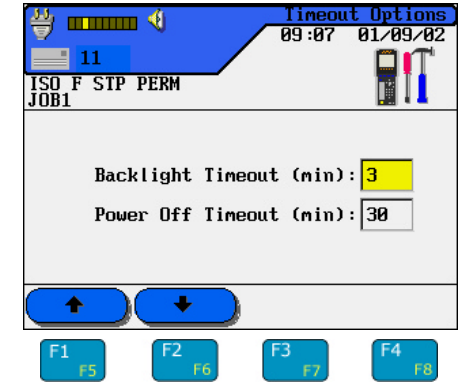 Timeout Options
09:07 01/09/02
11
ISO F STP PERM
JOB1
Backlight Timeout (min): 3
Power Off Timeout (min): 30
F1 F5 F2 F6 F3 F7 F4 F8